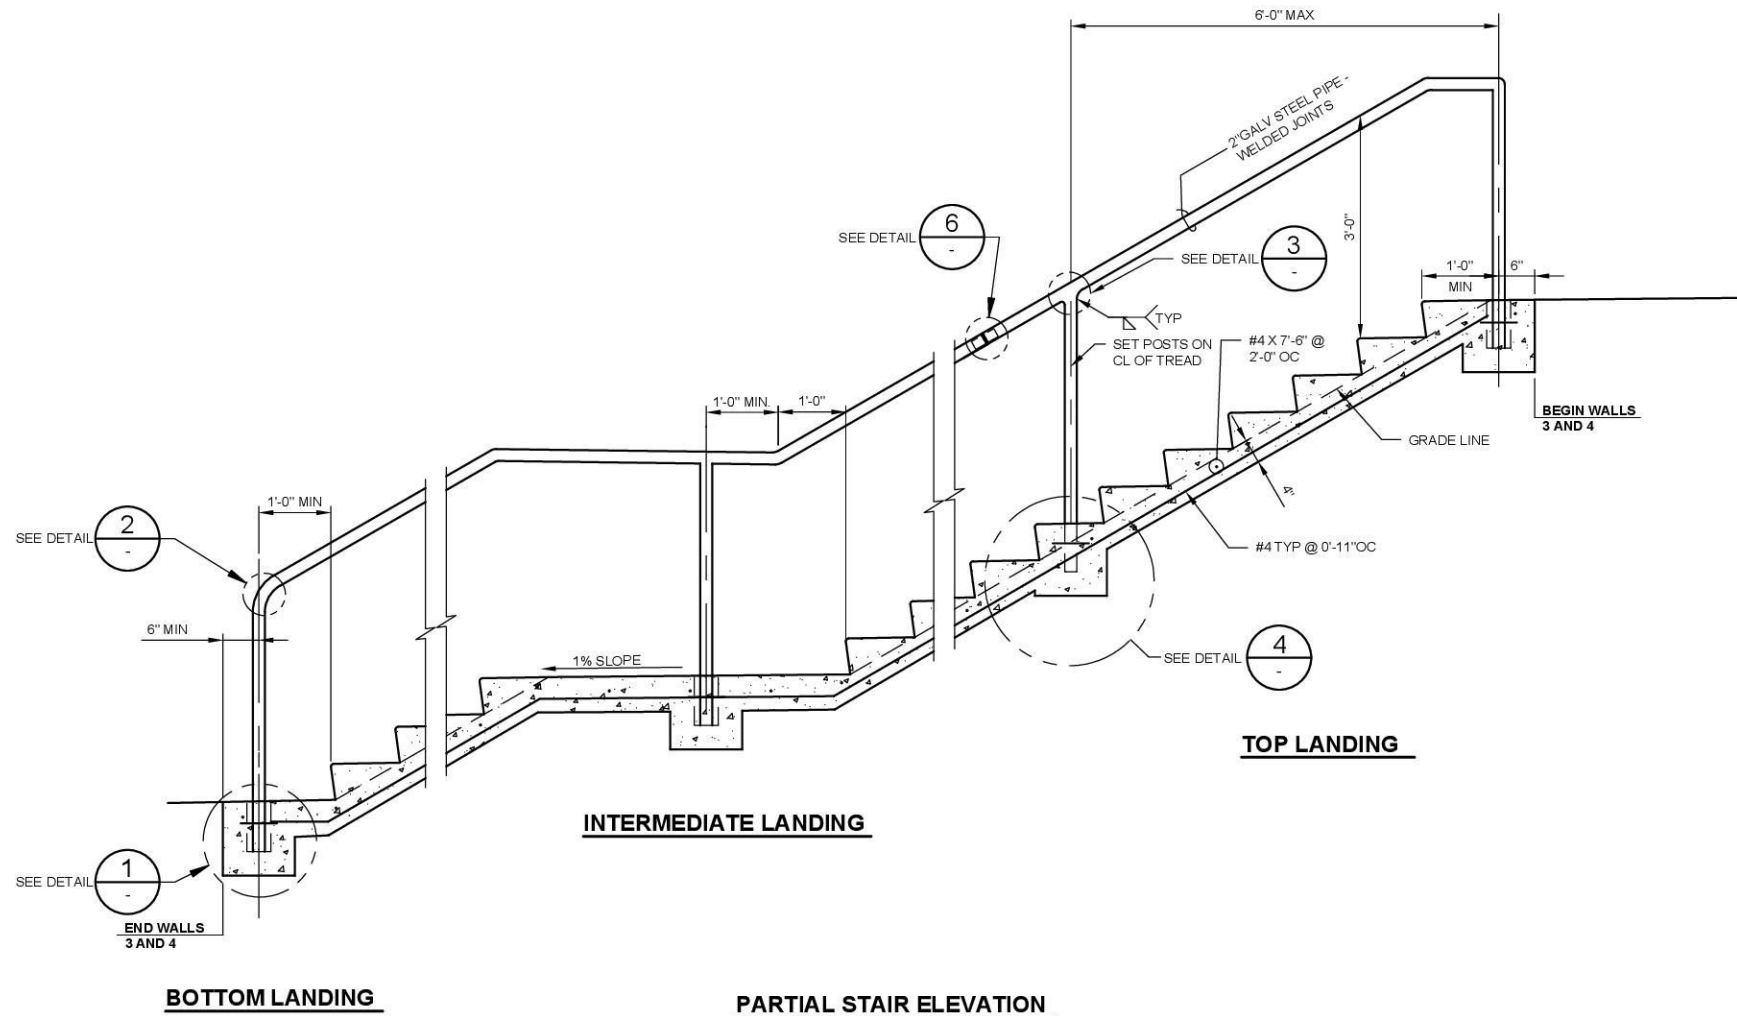 6'-0" MAX
2"GALV STEEL PIPE -
WELDED JOINTS
3'-0"
6
-
SEE DETAIL
3
-
SEE DETAIL
1'-0"
MIN
6"
TYP
SET POSTS ON
CL OF TREAD
#4 X 7'-6" @
2'-0" OC
1'-0" MIN.
1'-0"
BEGIN WALLS
3 AND 4
GRADE LINE
4"
1'-0" MIN
2
-
SEE DETAIL
#4 TYP @ 0'-11"OC
6" MIN
1% SLOPE
SEE DETAIL
4
-
TOP LANDING
INTERMEDIATE LANDING
SEE DETAIL
1
-
END WALLS
3 AND 4
BOTTOM LANDING
PARTIAL STAIR ELEVATION